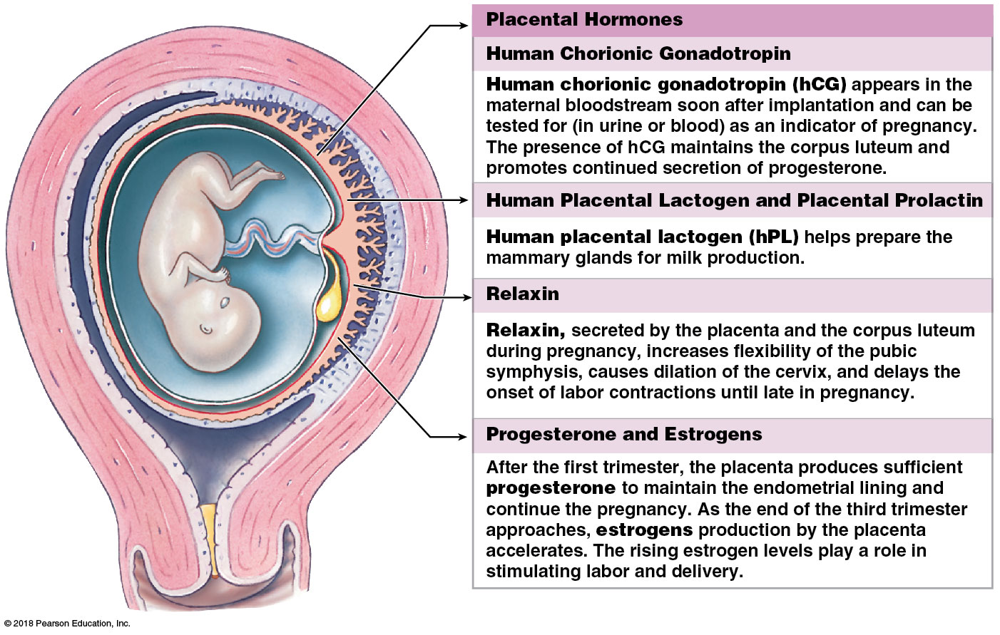 Placental Hormones
Human Chorionic Gonadotropin
Human chorionic gonadotropin (hCG) appears in the
maternal bloodstream soon after implantation and can be
tested for (in urine or blood) as an indicator of pregnancy.
The presence of hCG maintains the corpus luteum and
promotes continued secretion of progesterone.
Human Placental Lactogen and Placental Prolactin
Human placental lactogen (hPL) helps prepare the
mammary glands for milk production.
Relaxin
Relaxin, secreted by the placenta and the corpus luteum
during pregnancy, increases flexibility of the pubic
symphysis, causes dilation of the cervix, and delays the
onset of labor contractions until late in pregnancy.
Progesterone and Estrogens
After the first trimester, the placenta produces sufficient
progesterone to maintain the endometrial lining and
continue the pregnancy. As the end of the third trimester
approaches, estrogens production by the placenta
accelerates. The rising estrogen levels play a role in
stimulating labor and delivery.
© 2018 Pearson Education, Inc.